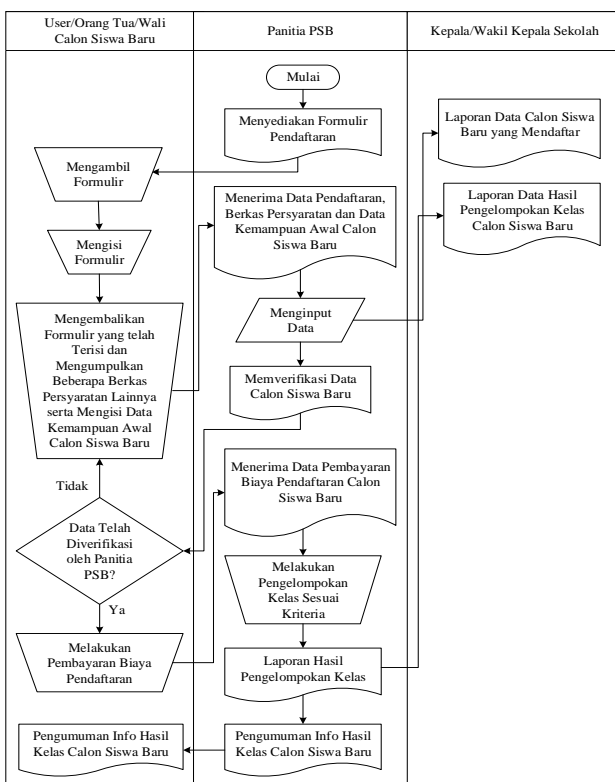 User/Orang Tua/Wali
Calon Siswa Baru
Panitia PSB
Kepala/Wakil Kepala Sekolah
Mulai
Menyediakan Formulir
Pendaftaran
Laporan Data Calon Siswa
Baru yang Mendaftar
Mengambil
Formulir
Menerima Data Pendaftaran,
Berkas Persyaratan dan Data
Kemampuan Awal Calon
Siswa Baru
Laporan Data Hasil
Pengelompokan Kelas
Calon Siswa Baru
Mengisi
Formulir
Menginput
Data
Mengembalikan
Formulir yang telah
Terisi dan
Mengumpulkan
Beberapa Berkas
Persyaratan Lainnya
serta Mengisi Data
Kemampuan Awal
Calon Siswa Baru
Memverifikasi Data
Calon Siswa Baru
Tidak
Menerima Data Pembayaran
Biaya Pendaftaran Calon
Siswa Baru
Data Telah
Diverifikasi
oleh Panitia
PSB?
Melakukan
Pengelompokan
Kelas Sesuai
Kriteria
Ya
Melakukan
Pembayaran Biaya
Pendaftaran
Laporan Hasil
Pengelompokan Kelas
Pengumuman Info Hasil
Kelas Calon Siswa Baru
Pengumuman Info Hasil
Kelas Calon Siswa Baru